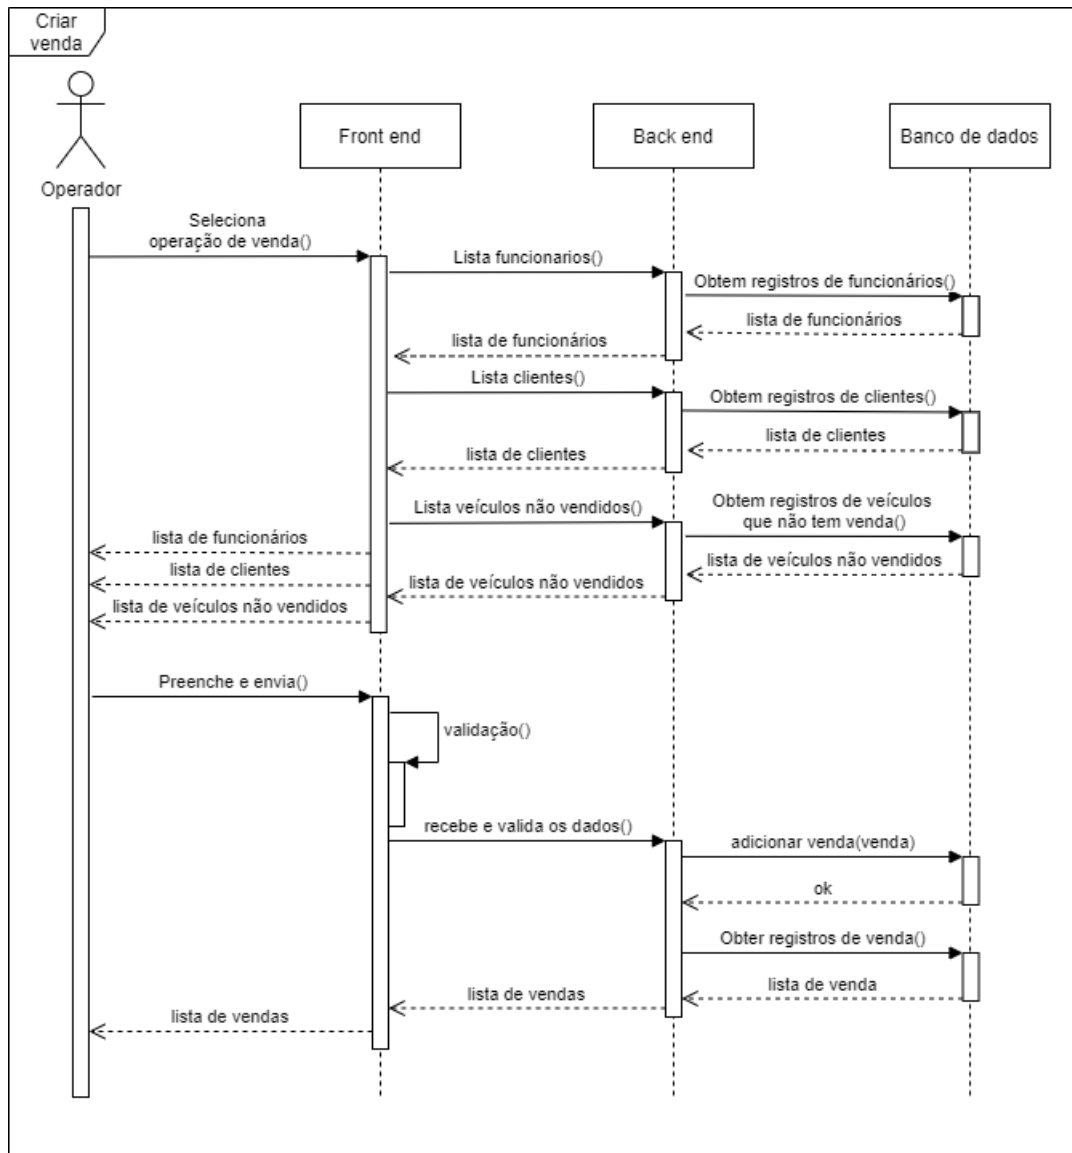 Criar
venda
Operador
Front end
Back end
Banco de dados
Seleciona
operação de venda()
Lista funcionarios()
Obtem registros de funcionários()
lista de funcionários
lista de funcionários
Lista clientes()
Obtem registros de clientes()
lista de clientes
lista de clientes
Lista veículos não vendidos()
Obtem registros de veículos
que não tem venda()
lista de funcionários
lista de veículos não vendidos
lista de clientes
lista de veículos não vendidos
lista de veículos não vendidos
Preenche e envia()
validação()
recebe e valida os dados()
adicionar venda(venda)
ok
Obter registros de venda()
lista de venda
lista de vendas
lista de vendas